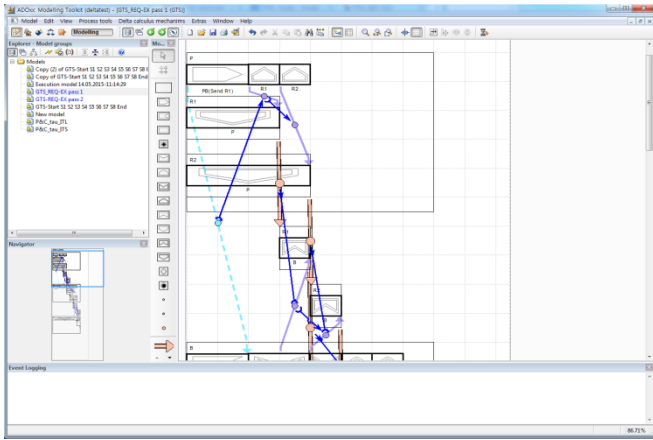 ADOxx: Modelling Toolkit (deltatest) - [GTS_REQ-EX pass 1 (GTS)]
Model Edit View Process tools Delta calculus mechanisms Extras Window Help
Modelling
Explorer - Model groups
Mo...
Models
Copy (2) of GTS-Start S1 S2 S3 S4 S5 S6 S7 S8 I
Copy of GTS-Start S1 S2 S3 S4 S5 S6 S7 S8 End
Execution model 14.05.2015-11:14:20
GTS_REQ-EX pass 1
GTS-REQ-EX pass 2
GTS-Start S1 S2 S3 S4 S5 S6 S7 S8 End
New model
P&C_tau_ITL
P&C_tau_ITS
Navigator
P
PB(Send R1) R1 R2
R1
P
R2
P
B
B
Event Logging
86.71%